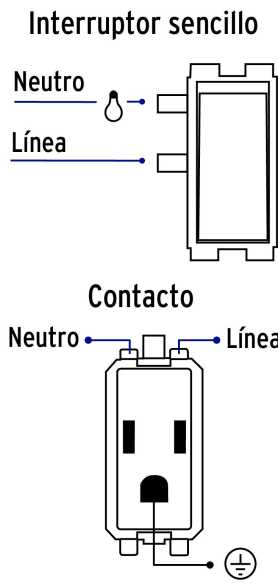 Interruptor sencillo
Neutro
Línea
Contacto
Neutro Línea